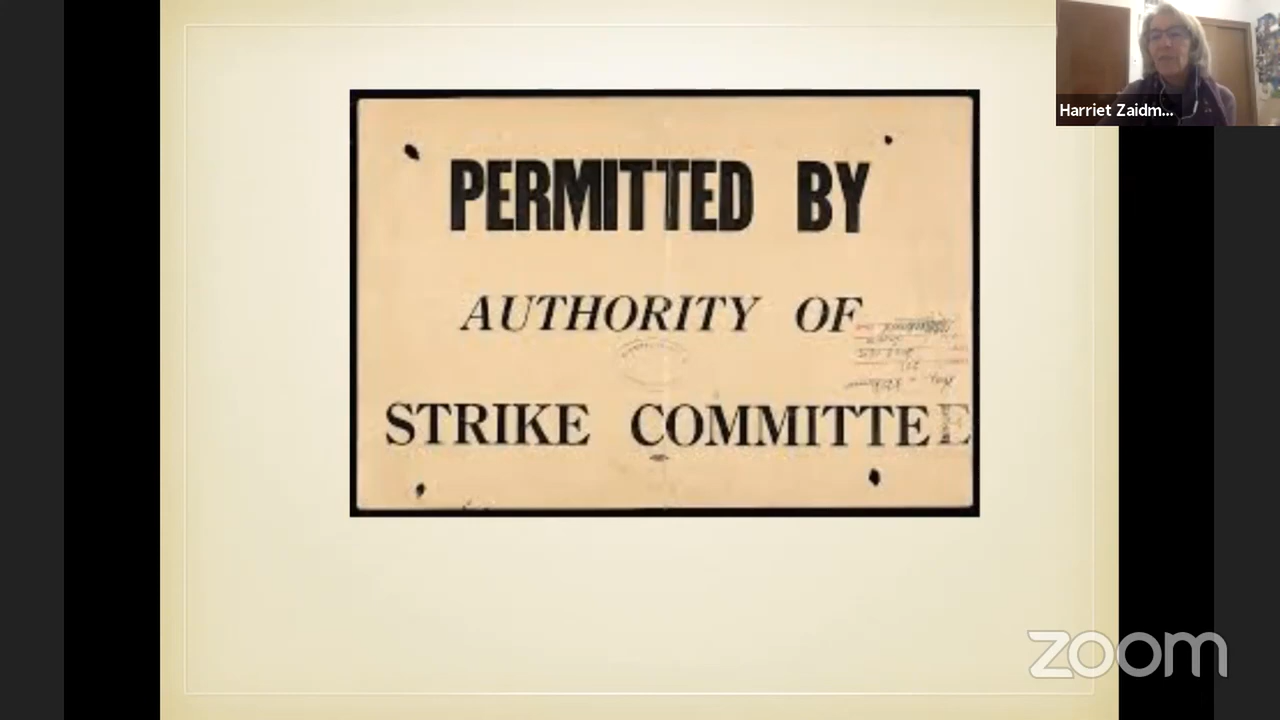 Harriet Zaidm...
PERMITTED BY
AUTHORITY OF
STRIKE COMMITTEE
zoom